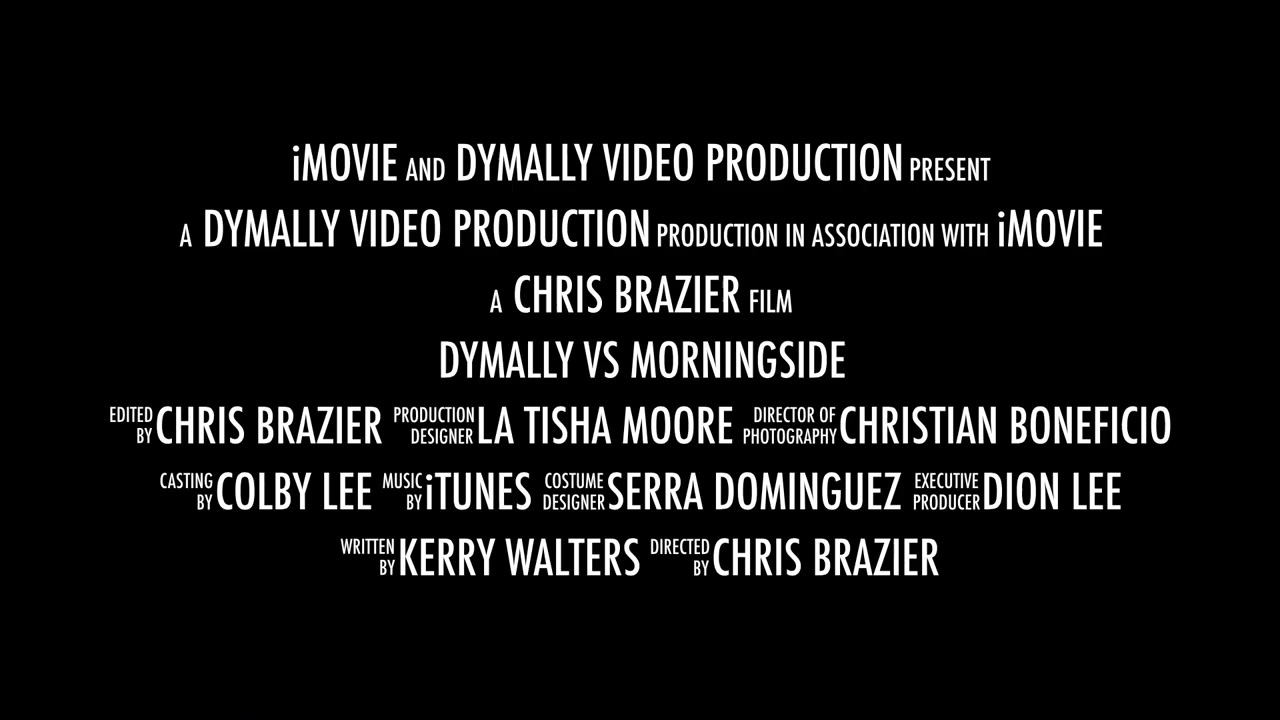 iMOVIE AND DYMALLY VIDEO PRODUCTION PRESENT
A DYMALLY VIDEO PRODUCTION PRODUCTION IN ASSOCIATION WITH iMOVIE
A CHRIS BRAZIER FILM
DYMALLY VS MORNINGSIDE
EDITED BY CHRIS BRAZIER PRODUCTION DESIGNER LA TISHA MOORE DIRECTOR OF PHOTOGRAPHY CHRISTIAN BONEFICIO
CASTING BY COLBY LEE MUSIC BY iTUNES COSTUME DESIGNER SERRA DOMINGUEZ EXECUTIVE PRODUCER DION LEE
WRITTEN BY KERRY WALTERS DIRECTED BY CHRIS BRAZIER